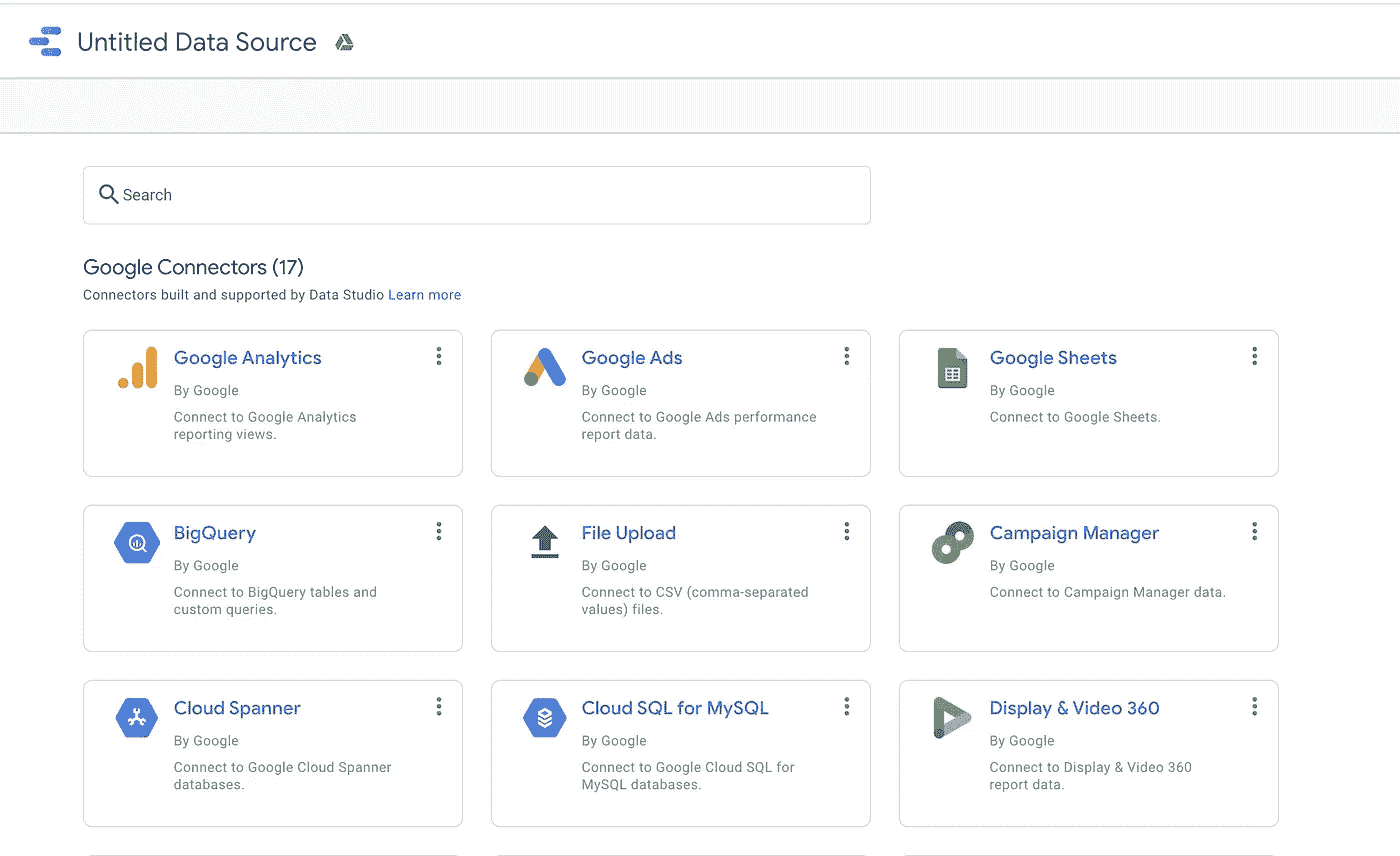 Untitled Data Source
Search
Google Connectors (17)
Connectors built and supported by Data Studio Learn more
Google Analytics
By Google
Connect to Google Analytics
reporting views.
Google Ads
By Google
Connect to Google Ads performance
report data.
Google Sheets
By Google
Connect to Google Sheets.
BigQuery
By Google
Connect to BigQuery tables and
custom queries.
File Upload
By Google
Connect to CSV (comma-separated
values) files.
Campaign Manager
By Google
Connect to Campaign Manager data.
Cloud Spanner
By Google
Connect to Google Cloud Spanner
databases.
Cloud SQL for MySQL
By Google
Connect to Google Cloud SQL for
MySQL databases.
Display & Video 360
By Google
Connect to Display & Video 360
report data.